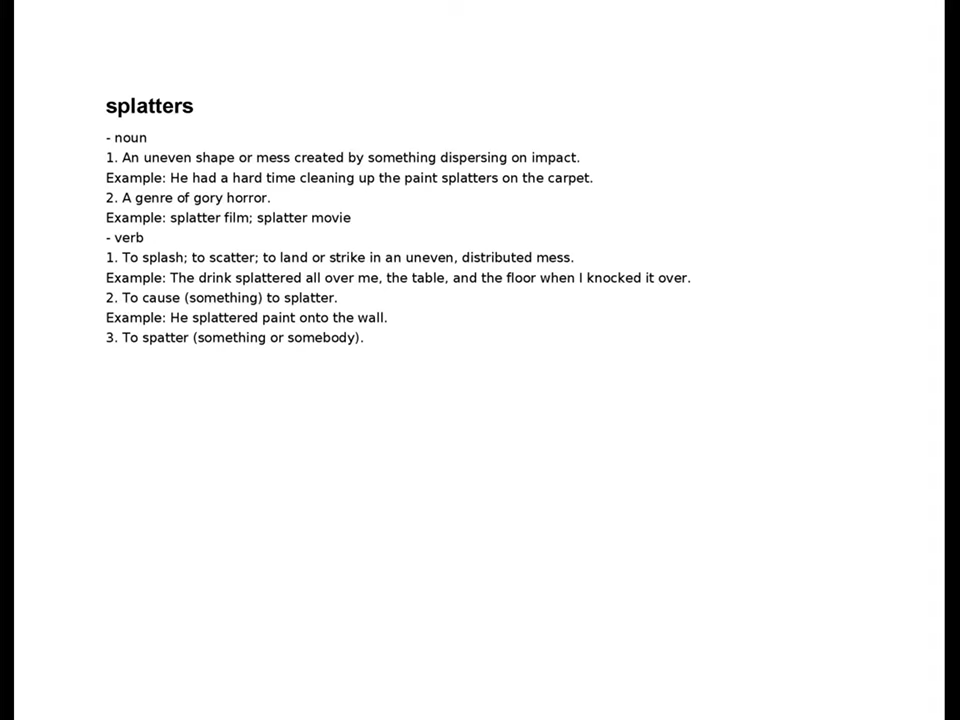 splatters
- noun
1. An uneven shape or mess created by something dispersing on impact.
Example: He had a hard time cleaning up the paint splatters on the carpet.
2. A genre of gory horror.
Example: splatter film; splatter movie
- verb
1. To splash; to scatter; to land or strike in an uneven, distributed mess.
Example: The drink splattered all over me, the table, and the floor when I knocked it over.
2. To cause (something) to splatter.
Example: He splattered paint onto the wall.
3. To spatter (something or somebody).